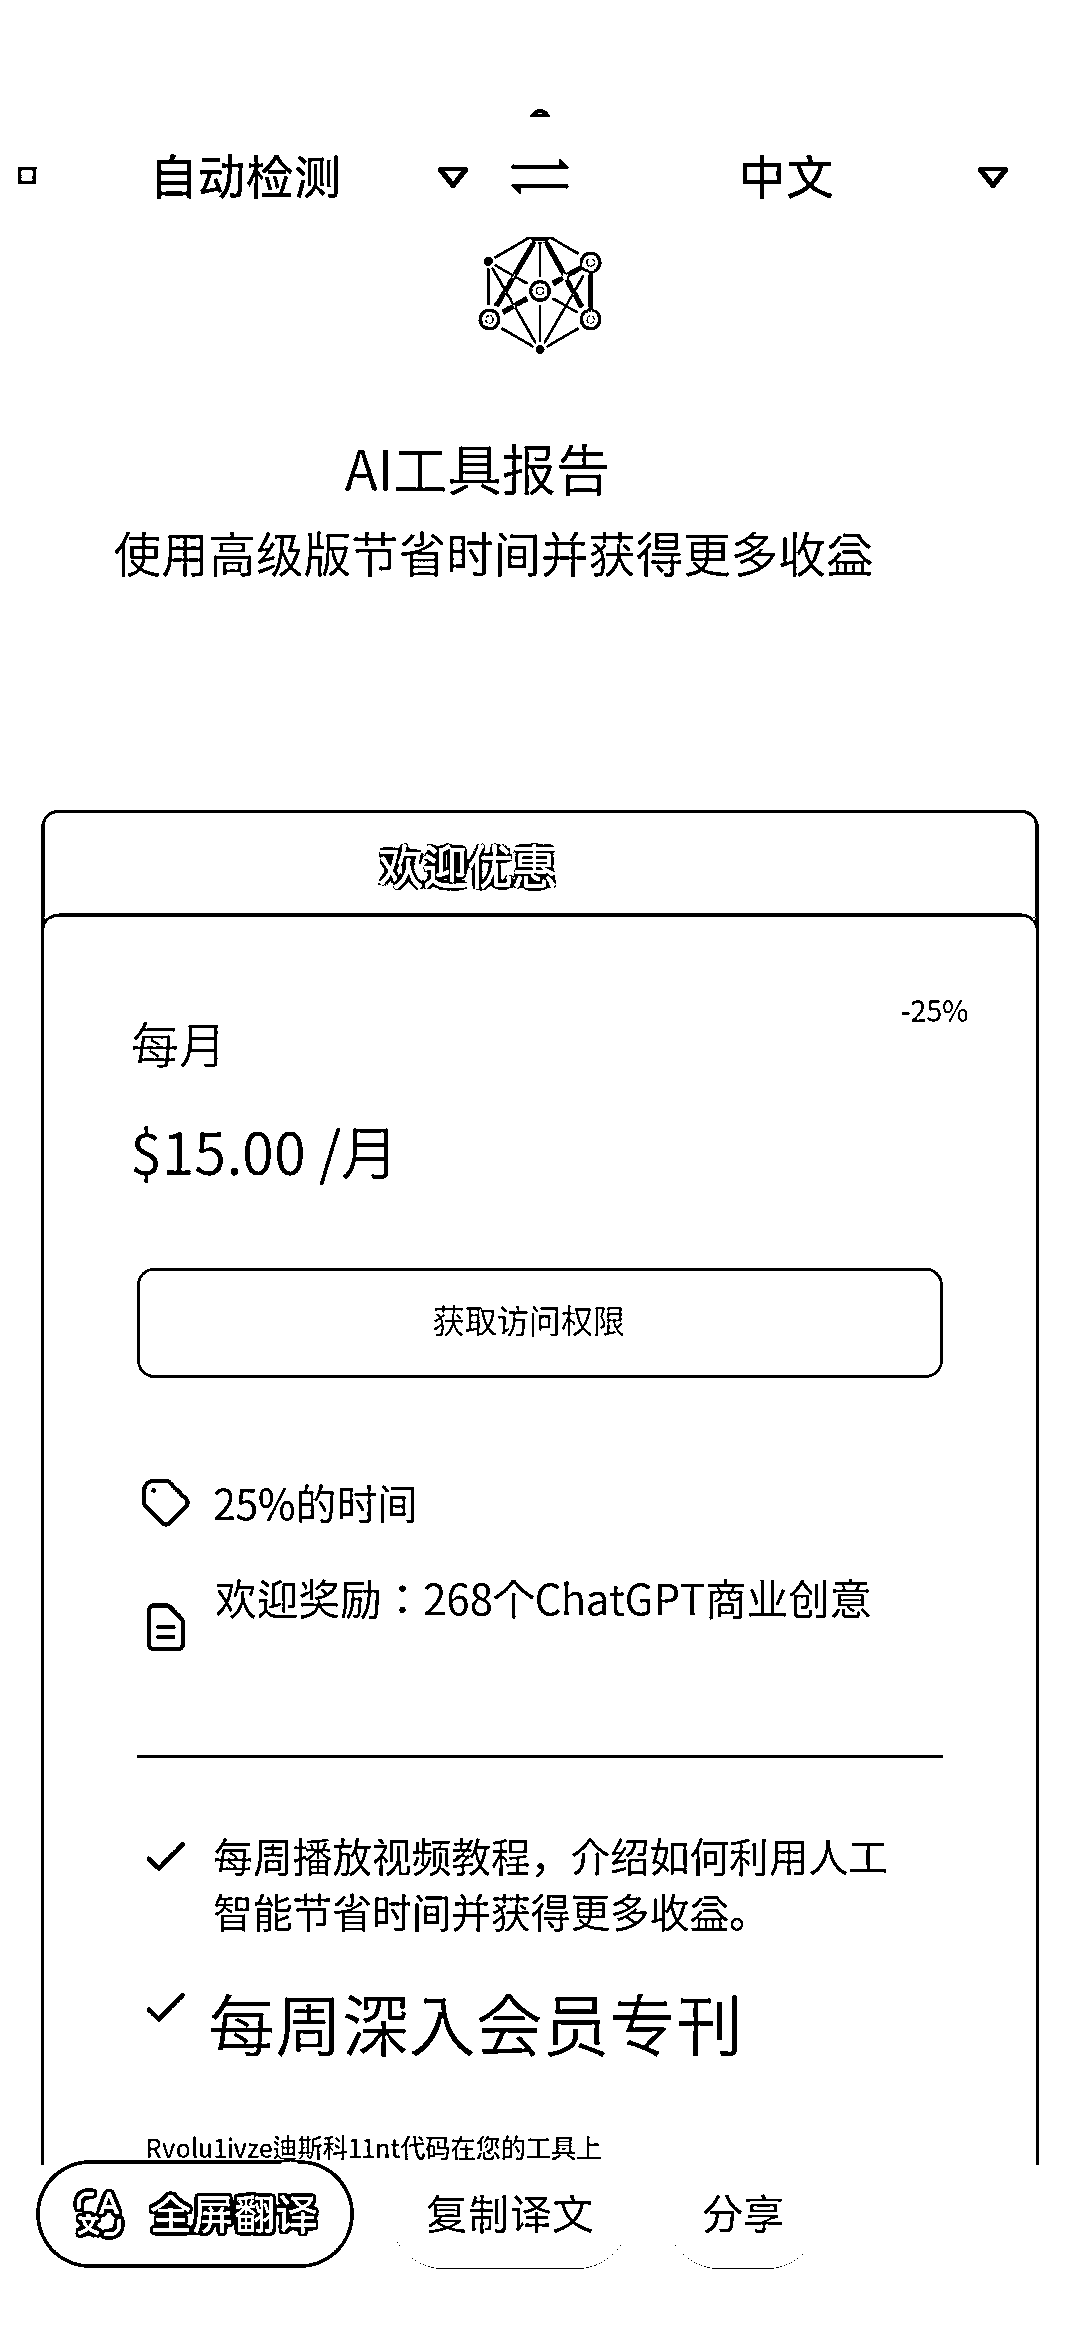 自动检测
中文
AI工具报告
使用高级版节省时间并获得更多收益
欢迎优惠
-25%
每月
$15.00 /月
获取访问权限
25%的时间
欢迎奖励：268个ChatGPT商业创意
每周播放视频教程，介绍如何利用人工
智能节省时间并获得更多收益。
每周深入会员专刊
Rvolu1ivze迪斯科11nt代码在您的工具上
全屏翻译
复制译文
分享